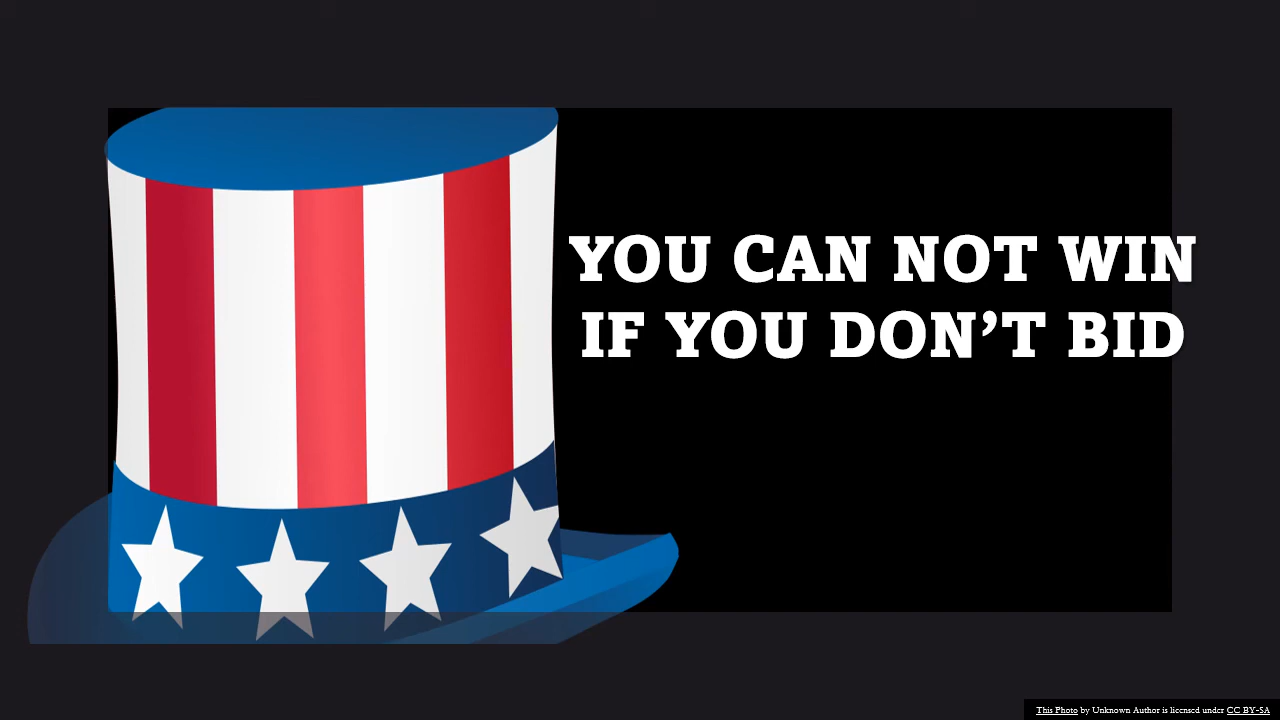 YOU CAN NOT WIN
IF YOU DON’T BID
This Photo by Unknown Author is licensed under CC BY-SA